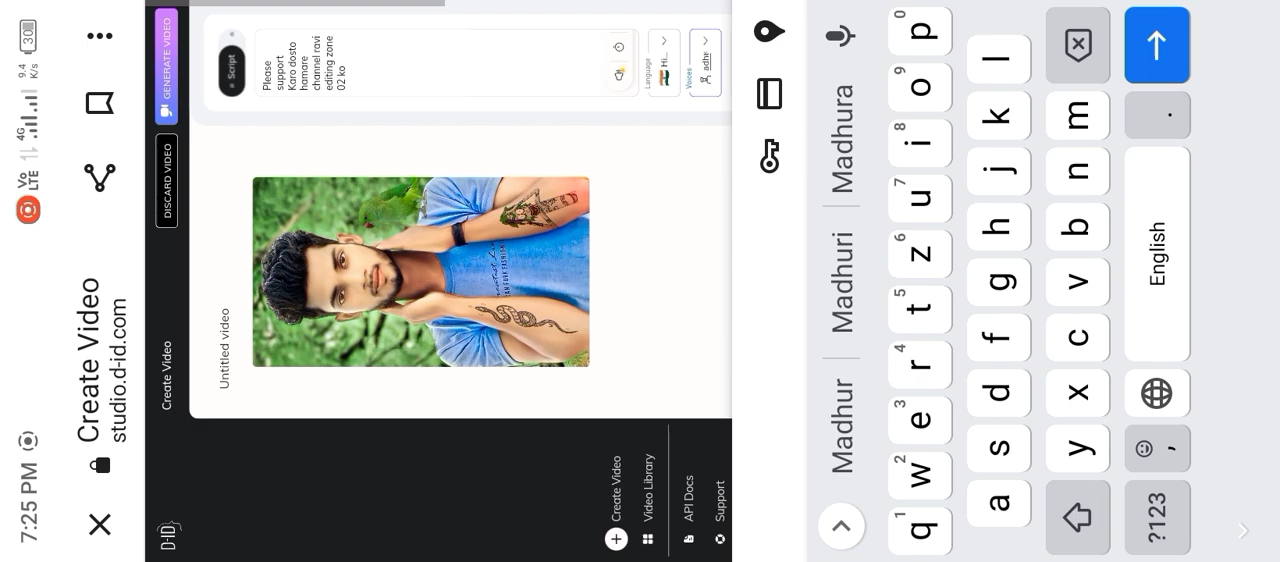 7:25 PM
Vo LTE 4G 9.4 K/s 30
Create Video
studio.d-id.com
D-ID
Create Video
DISCARD VIDEO
GENERATE VIDEO
Untitled video
Script
Please
support
Karo dosto
hamare
channel ravi
editing zone
02 ko
Language
Hi...
Voices
adhe
Create Video
Video Library
API Docs
Support
Madhur Madhuri Madhura
q 1 w 2 e 3 r 4 t 5 z 6 u 7 i 8 o 9 p 0
a s d f g h j k l
y x c v b n m
?123 , English .